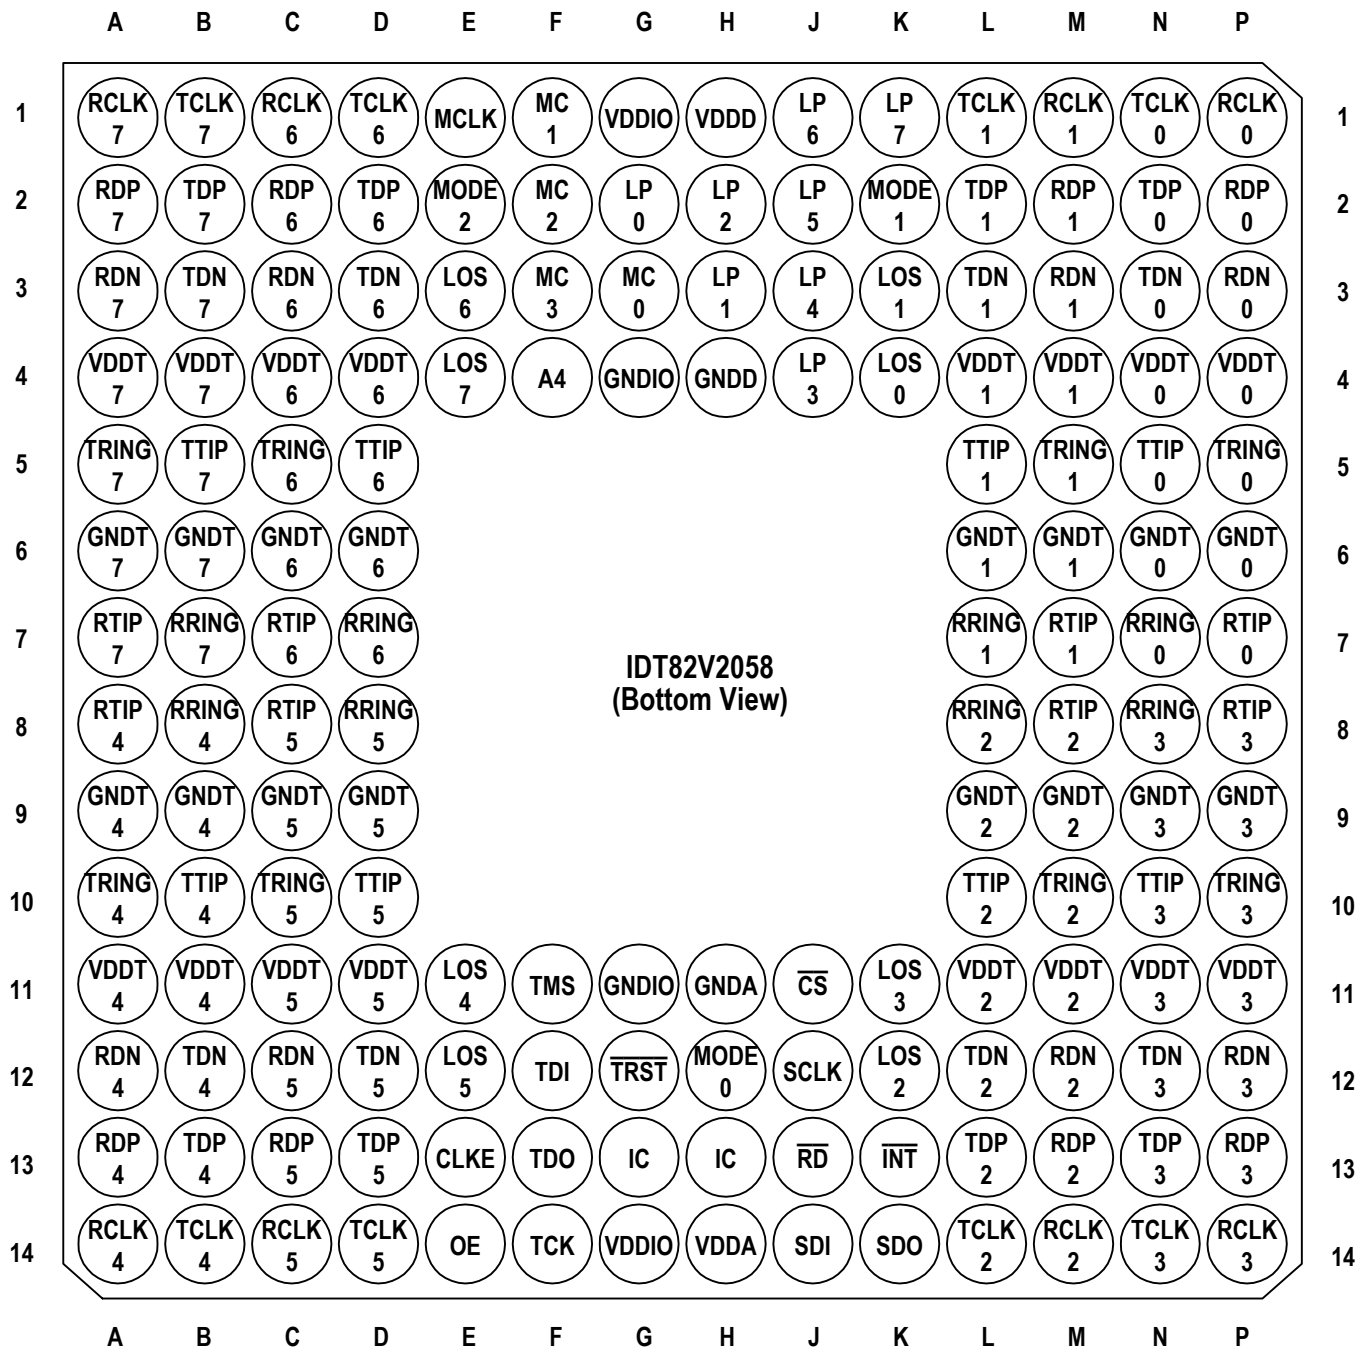 A B C D E F G H J K L M N P
1 RCLK 7 TCLK 7 RCLK 6 TCLK 6 MCLK MC 1 VDDIO VDDD LP 6 LP 7 TCLK 1 RCLK 1 TCLK 0 RCLK 0 1
2 RDP 7 TDP 7 RDP 6 TDP 6 MODE 2 MC 2 LP 0 LP 2 LP 5 MODE 1 TDP 1 RDP 1 TDP 0 RDP 0 2
3 RDN 7 TDN 7 RDN 6 TDN 6 LOS 6 MC 3 MC 0 LP 1 LP 4 LOS 1 TDN 1 RDN 1 TDN 0 RDN 0 3
4 VDDT 7 VDDT 7 VDDT 6 VDDT 6 LOS 7 A4 GNDIO GNDD LP 3 LOS 0 VDDT 1 VDDT 1 VDDT 0 VDDT 0 4
5 TRING 7 TTIP 7 TRING 6 TTIP 6 TTIP 1 TRING 1 TTIP 0 TRING 0 5
6 GNDT 7 GNDT 7 GNDT 6 GNDT 6 GNDT 1 GNDT 1 GNDT 0 GNDT 0 6
7 RTIP 7 RRING 7 RTIP 6 RRING 6 RRING 1 RTIP 1 RRING 0 RTIP 0 7
IDT82V2058
(Bottom View)
8 RTIP 4 RRING 4 RTIP 5 RRING 5 RRING 2 RTIP 2 RRING 3 RTIP 3 8
9 GNDT 4 GNDT 4 GNDT 5 GNDT 5 GNDT 2 GNDT 2 GNDT 3 GNDT 3 9
10 TRING 4 TTIP 4 TRING 5 TTIP 5 TTIP 2 TRING 2 TTIP 3 TRING 3 10
11 VDDT 4 VDDT 4 VDDT 5 VDDT 5 LOS 4 TMS GNDIO GNDA C̅S̅ LOS 3 VDDT 2 VDDT 2 VDDT 3 VDDT 3 11
12 RDN 4 TDN 4 RDN 5 TDN 5 LOS 5 TDI T̅R̅S̅T̅ MODE 0 SCLK LOS 2 TDN 2 RDN 2 TDN 3 RDN 3 12
13 RDP 4 TDP 4 RDP 5 TDP 5 CLKE TDO IC IC R̅D̅ I̅N̅T̅ TDP 2 RDP 2 TDP 3 RDP 3 13
14 RCLK 4 TCLK 4 RCLK 5 TCLK 5 OE TCK VDDIO VDDA SDI SDO TCLK 2 RCLK 2 TCLK 3 RCLK 3 14
A B C D E F G H J K L M N P